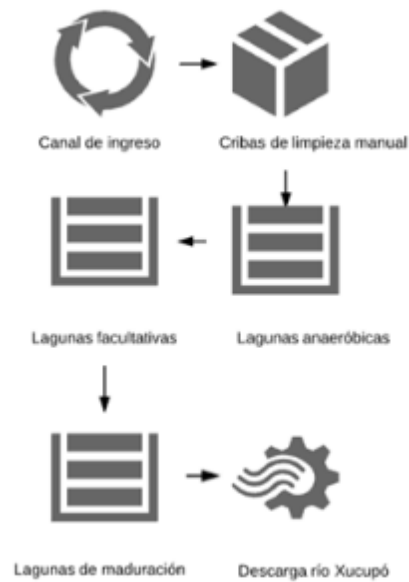 Canal de ingreso
Cribas de limpieza manual
Lagunas facultativas
Lagunas anaeróbicas
Lagunas de maduración
Descarga río Xucupó